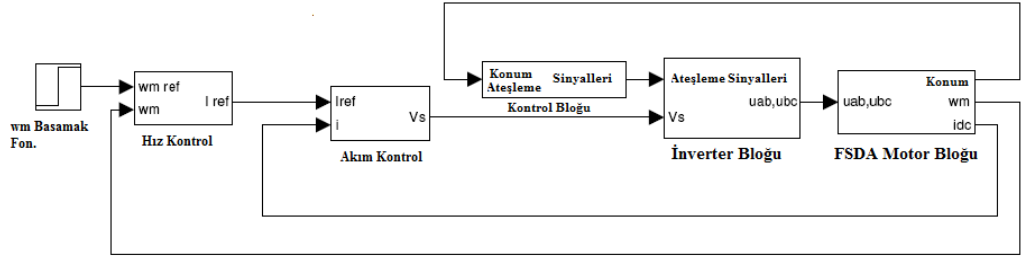 wm Basamak
Fon.
wm ref
wm
I ref
Hız Kontrol
Iref
i
Vs
Akım Kontrol
Konum Sinyalleri
Ateşleme
Kontrol Bloğu
Ateşleme Sinyalleri
uab,ubc
Vs
İnverter Bloğu
Konum
uab,ubc
wm
idc
FSDA Motor Bloğu